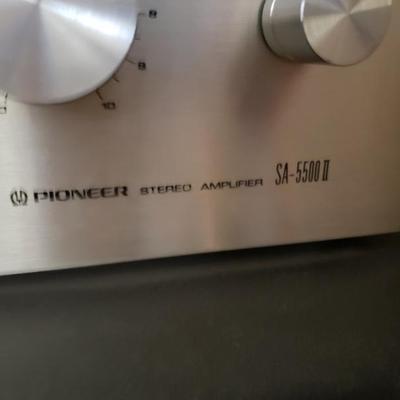 8
10
PIONEER STEREO AMPLIFIER SA-5500 II